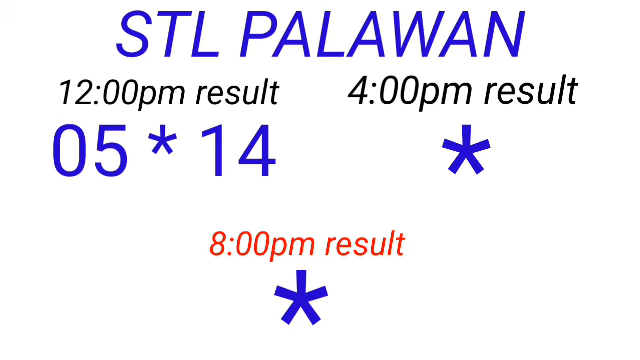 STL PALAWAN
12:00pm result
05 * 14
4:00pm result
*
8:00pm result
*